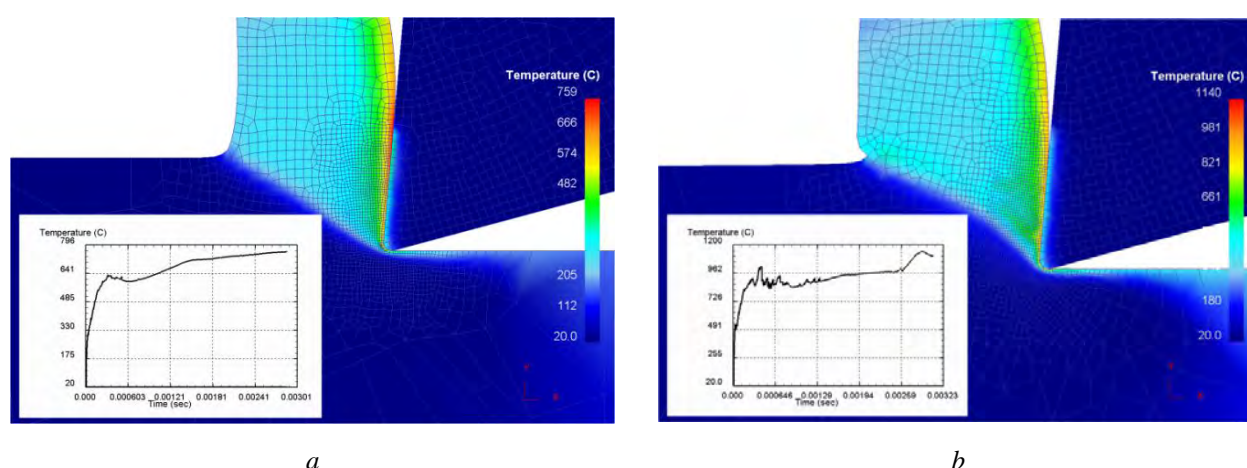 Temperature (C)
759
666
574
482
205
112
20.0
Temperature (C)
796
641
485
330
175
20
0.000 0.000603 0.00121 0.00181 0.00241 0.00301
Time (sec)
a
Temperature (C)
1140
981
821
661
180
20.0
Temperature (C)
1200
962
726
491
255
20.0
0.000 0.000646 0.00129 0.00194 0.00269 0.00323
Time (sec)
b